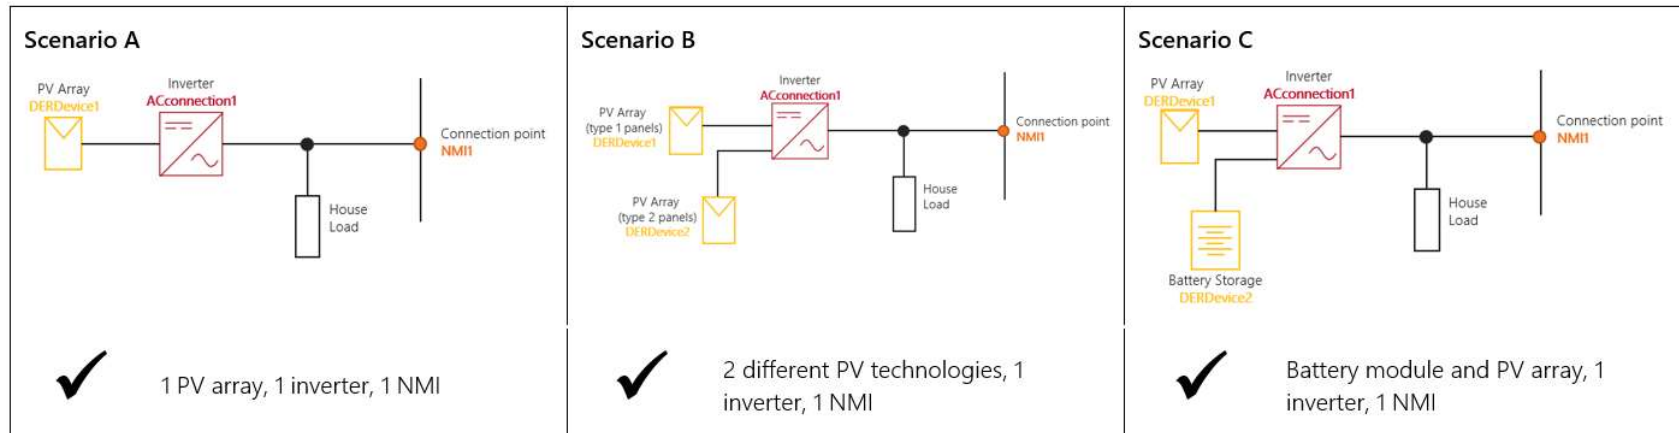 Scenario A
PV Array
DERDevice1
Inverter
ACconnection1
Connection point
NMI1
House
Load
1 PV array, 1 inverter, 1 NMI
Scenario B
PV Array
(type 1 panels)
DERDevice1
Inverter
ACconnection1
Connection point
NMI1
House
Load
PV Array
(type 2 panels)
DERDevice2
2 different PV technologies, 1
inverter, 1 NMI
Scenario C
PV Array
DERDevice1
Inverter
ACconnection1
Connection point
NMI1
House
Load
Battery Storage
DERDevice2
Battery module and PV array, 1
inverter, 1 NMI